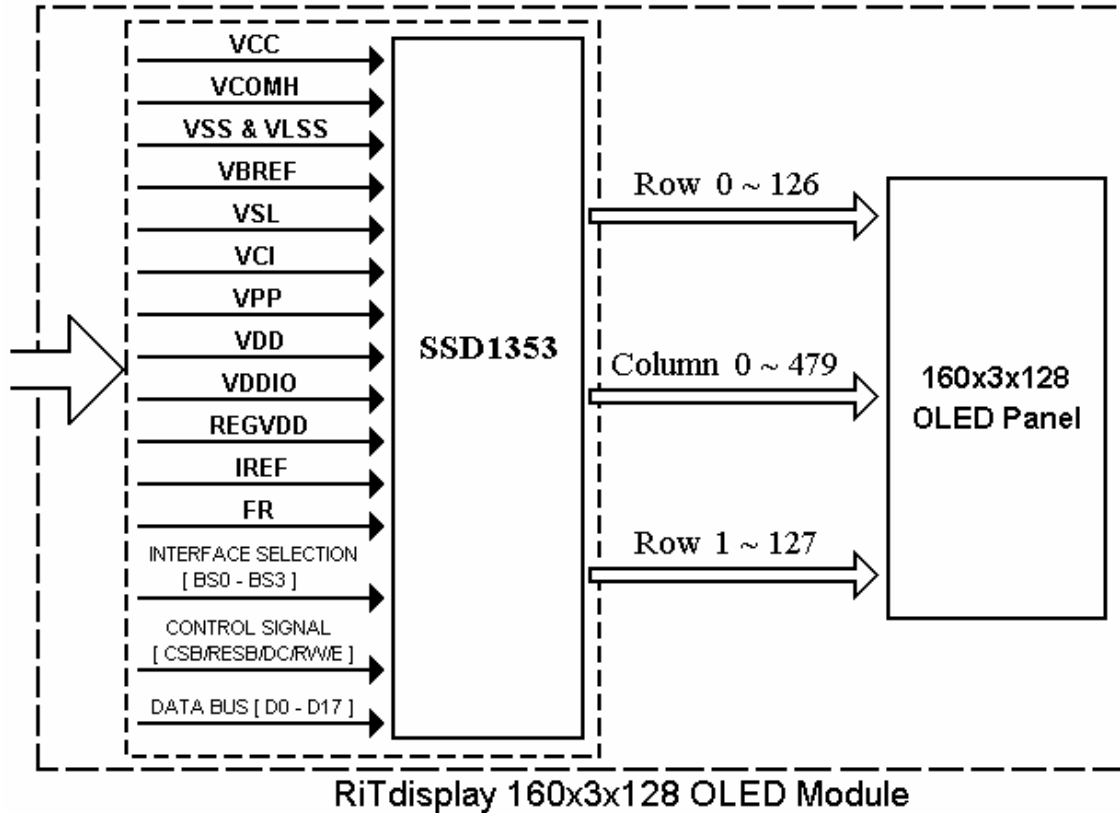 VCC
VCOMH
VSS & VLSS
VBREF
VSL
VCI
VPP
VDD
VDDIO
REGVDD
IREF
FR
INTERFACE SELECTION
[ BS0 - BS3 ]
CONTROL SIGNAL
[ CSB/RESB/DC/RW/E ]
DATA BUS [ D0 - D17 ]
SSD1353
Row 0 ~ 126
Column 0 ~ 479
Row 1 ~ 127
160x3x128
OLED Panel
RiTdisplay 160x3x128 OLED Module